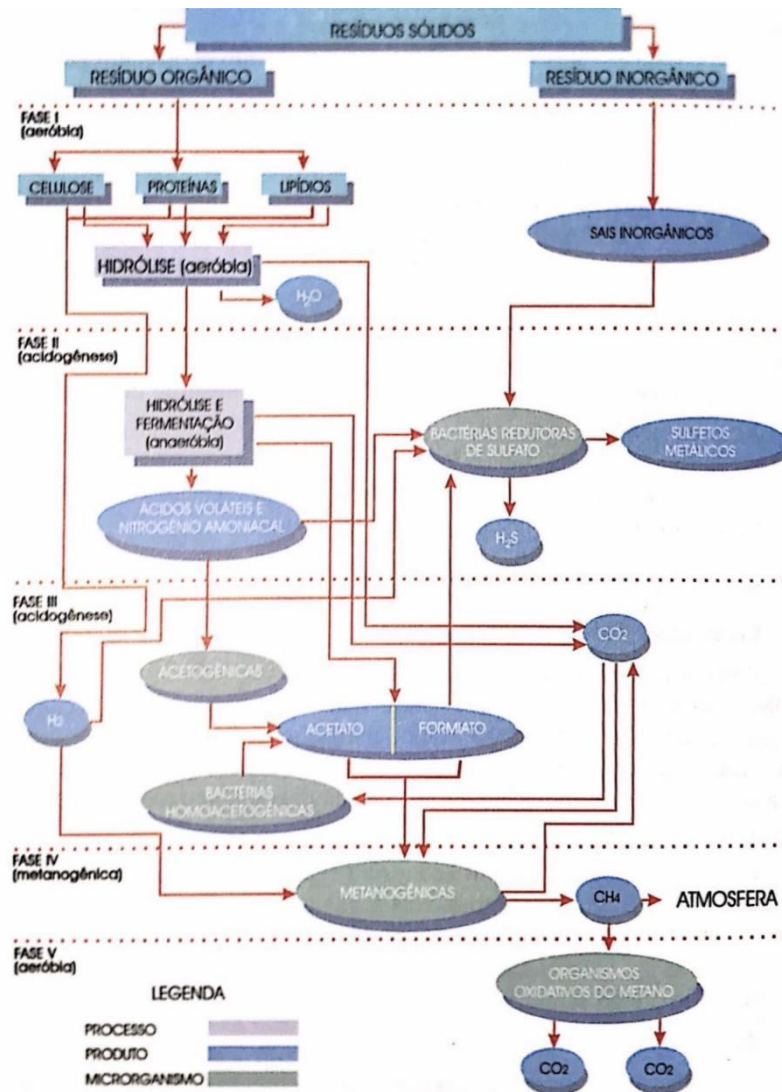 RESÍDUOS SÓLIDOS
RESÍDUO ORGÂNICO
RESÍDUO INORGÂNICO
FASE I
(aeróbia)
CELULOSE
PROTEÍNAS
LIPÍDIOS
SAIS INORGÂNICOS
HIDRÓLISE (aeróbia)
H₂O
FASE II
(acidogênese)
HIDRÓLISE E
FERMENTAÇÃO
(anaeróbia)
BACTÉRIAS REDUTORAS
DE SULFATO
SULFETOS
METÁLICOS
ÁCIDOS VOLÁTEIS E
NITROGÊNIO AMONIACAL
H₂S
FASE III
(acidogênese)
CO₂
ACETOGÊNICAS
H₂
ACETATO
FORMIATO
BACTÉRIAS
HOMOACETOGÊNICAS
FASE IV
(metanogênica)
METANOGÊNICAS
CH₄
ATMOSFERA
FASE V
(aeróbia)
ORGANISMOS
OXIDATIVOS DO METANO
LEGENDA
PROCESSO
PRODUTO
MICRORGANISMO
CO₂
CO₂